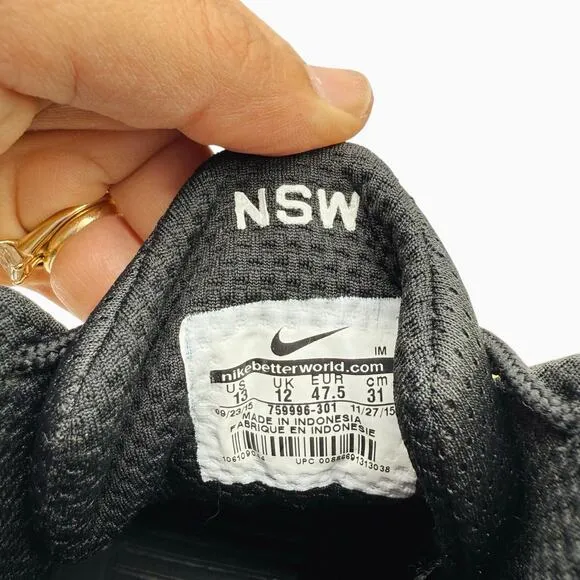 NSW
IM
nikebetterworld.com
US UK EUR cm
13 12 47.5 31
09/23/15 759996-301 11/27/15
MADE IN INDONESIA
FABRIQUE EN INDONESIE
UPC 00888691313038